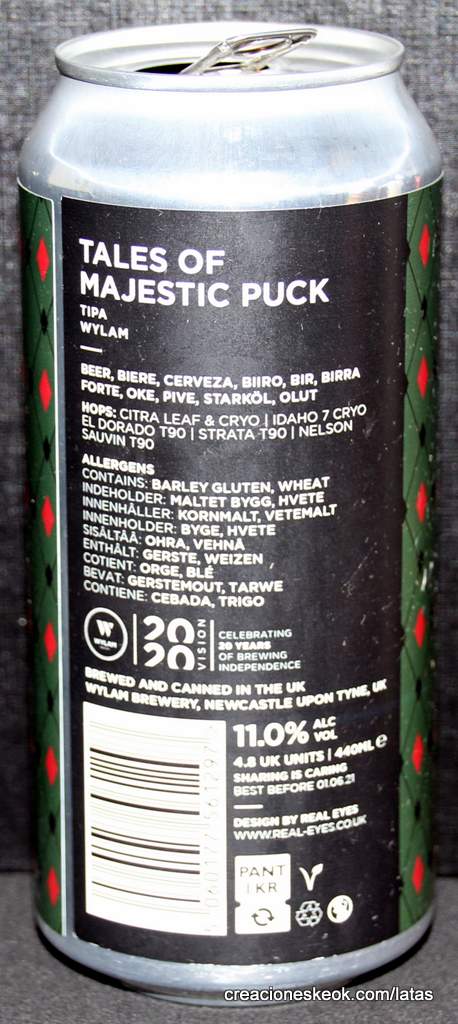 TALES OF
MAJESTIC PUCK
TIPA
WYLAM
BEER, BIERE, CERVEZA, BIIRO, BIR, BIRRA
FORTE, OKE, PIVE, STARKÖL, OLUT
HOPS: CITRA LEAF & CRYO | IDAHO 7 CRYO
EL DORADO T90 | STRATA T90 | NELSON
SAUVIN T90
ALLERGENS
CONTAINS: BARLEY GLUTEN, WHEAT
INDEHOLDER: MALTET BYGG, HVETE
INNENHÄLLER: KORNMALT, VETEMALT
INNENHOLDER: BYGE, HVETE
SISÄLTÄÄ: OHRA, VEHNÄ
ENTHÄLT: GERSTE, WEIZEN
COTIENT: ORGE, BLÉ
BEVAT: GERSTEMOUT, TARWE
CONTIENE: CEBADA, TRIGO
W
WYLAM
2020 VISION
CELEBRATING
20 YEARS
OF BREWING
INDEPENDENCE
BREWED AND CANNED IN THE UK
WYLAM BREWERY, NEWCASTLE UPON TYNE, UK
11.0% ALC
VOL
4.8 UK UNITS | 440ML e
SHARING IS CARING
BEST BEFORE 01.06.21
DESIGN BY REAL EYES
WWW.REAL-EYES.CO.UK
PANT
1 KR
creacioneskeok.com/latas